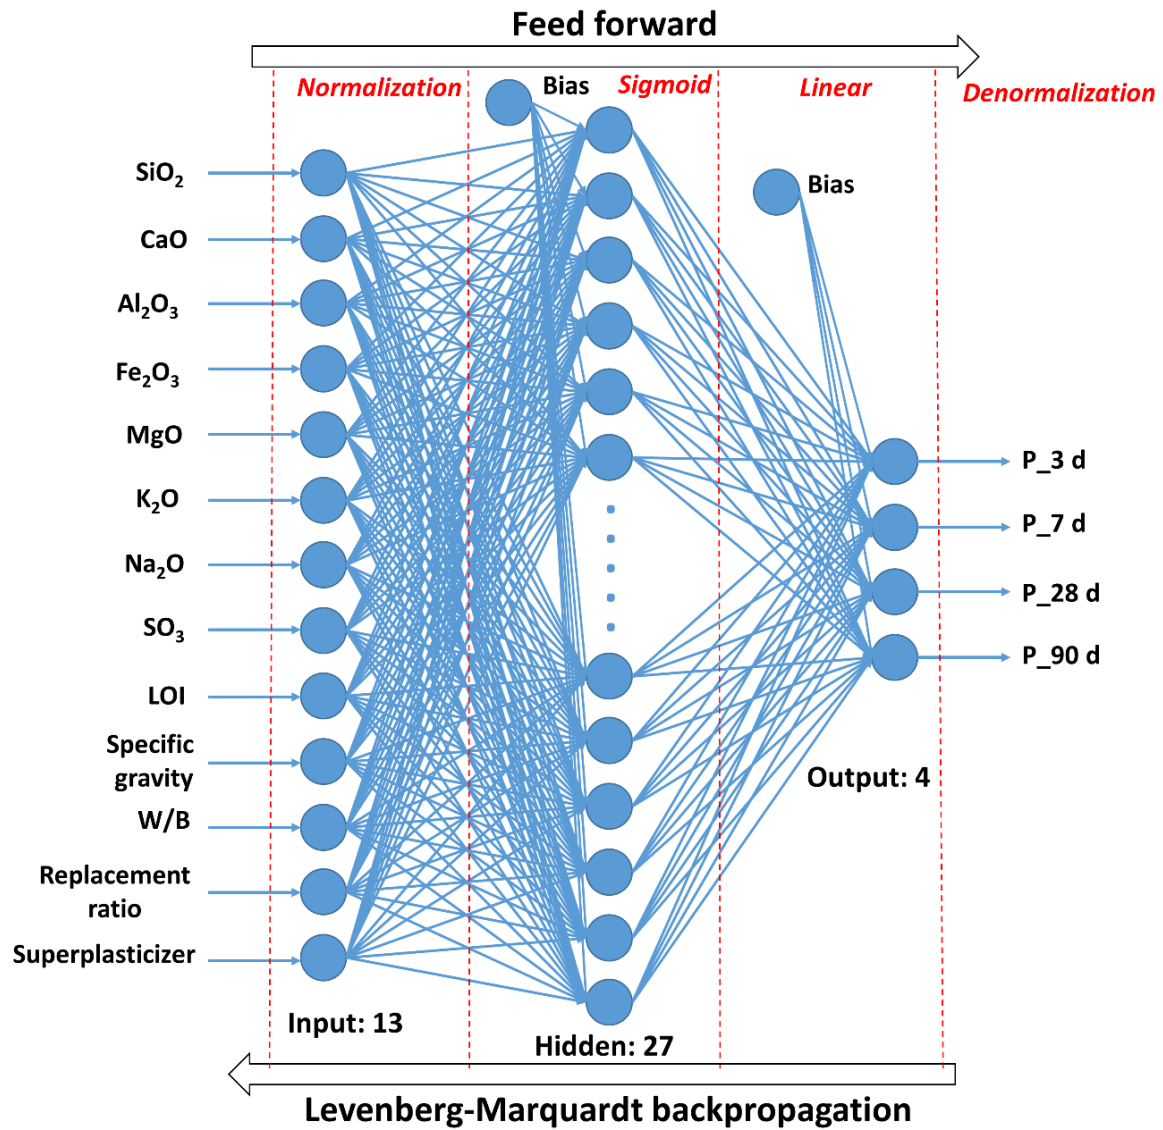 Feed forward
Normalization
Bias
Sigmoid
Linear
Denormalization
SiO₂
CaO
Al₂O₃
Fe₂O₃
MgO
K₂O
Na₂O
SO₃
LOI
Specific
gravity
W/B
Replacement
ratio
Superplasticizer
Bias
P_3 d
P_7 d
P_28 d
P_90 d
Output: 4
Input: 13
Hidden: 27
Levenberg-Marquardt backpropagation